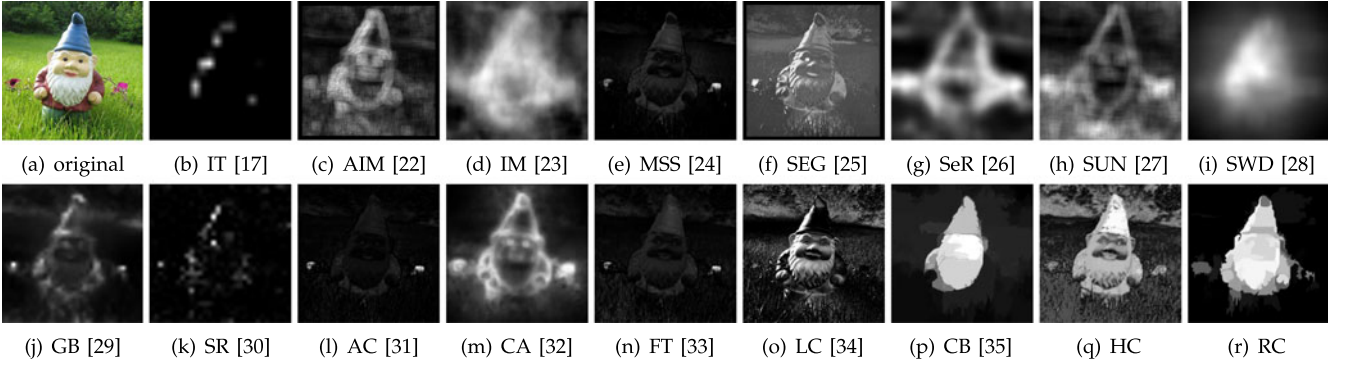 (a) original (b) IT [17] (c) AIM [22] (d) IM [23] (e) MSS [24] (f) SEG [25] (g) SeR [26] (h) SUN [27] (i) SWD [28]
(j) GB [29] (k) SR [30] (l) AC [31] (m) CA [32] (n) FT [33] (o) LC [34] (p) CB [35] (q) HC (r) RC